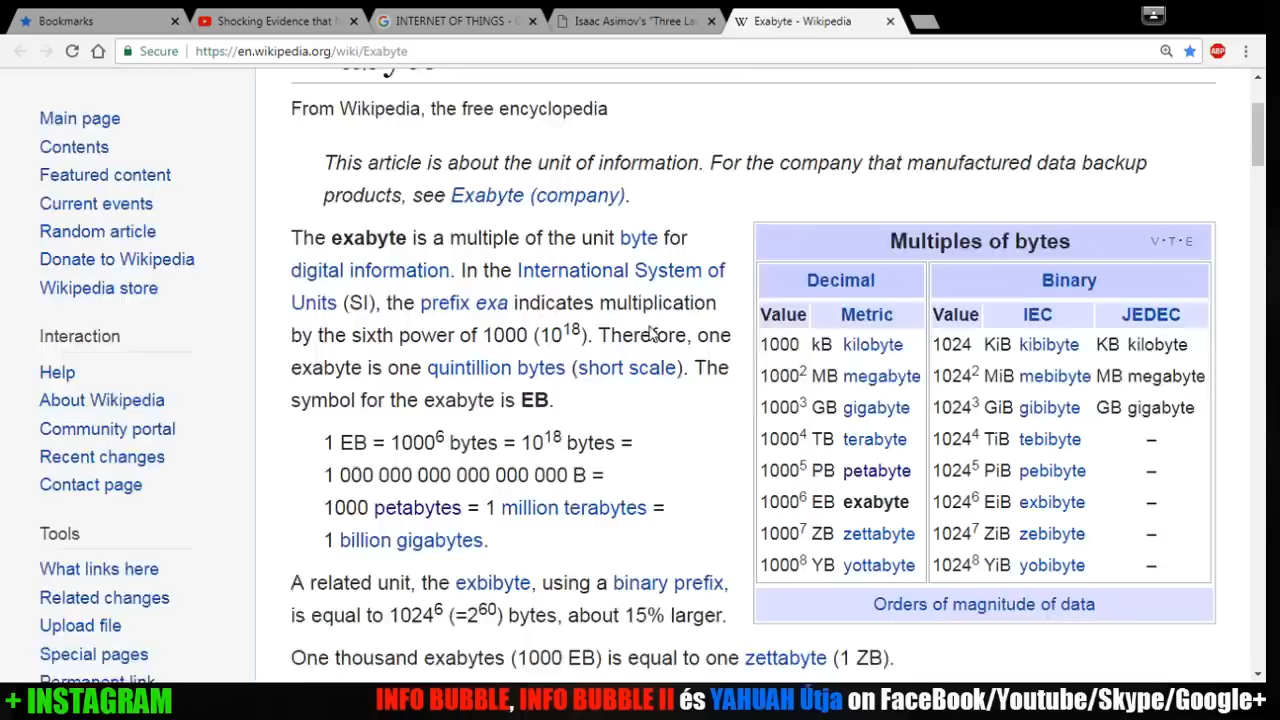 Bookmarks
Shocking Evidence that
INTERNET OF THINGS -
Isaac Asimov's "Three La
Exabyte - Wikipedia
Secure https://en.wikipedia.org/wiki/Exabyte
ABP
From Wikipedia, the free encyclopedia
This article is about the unit of information. For the company that manufactured data backup
products, see Exabyte (company).
The exabyte is a multiple of the unit byte for
digital information. In the International System of
Units (SI), the prefix exa indicates multiplication
by the sixth power of 1000 (10¹⁸). Therefore, one
exabyte is one quintillion bytes (short scale). The
symbol for the exabyte is EB.
1 EB = 1000⁶ bytes = 10¹⁸ bytes =
1 000 000 000 000 000 000 B =
1000 petabytes = 1 million terabytes =
1 billion gigabytes.
A related unit, the exbibyte, using a binary prefix,
is equal to 1024⁶ (=2⁶⁰) bytes, about 15% larger.
One thousand exabytes (1000 EB) is equal to one zettabyte (1 ZB).
Multiples of bytes V·T·E
Decimal Binary
Value Metric Value IEC JEDEC
1000 kB kilobyte 1024 KiB kibibyte KB kilobyte
1000² MB megabyte 1024² MiB mebibyte MB megabyte
1000³ GB gigabyte 1024³ GiB gibibyte GB gigabyte
1000⁴ TB terabyte 1024⁴ TiB tebibyte –
1000⁵ PB petabyte 1024⁵ PiB pebibyte –
1000⁶ EB exabyte 1024⁶ EiB exbibyte –
1000⁷ ZB zettabyte 1024⁷ ZiB zebibyte –
1000⁸ YB yottabyte 1024⁸ YiB yobibyte –
Orders of magnitude of data
Main page
Contents
Featured content
Current events
Random article
Donate to Wikipedia
Wikipedia store
Interaction
Help
About Wikipedia
Community portal
Recent changes
Contact page
Tools
What links here
Related changes
Upload file
Special pages
Permanent link
+ INSTAGRAM
INFO BUBBLE, INFO BUBBLE II és YAHUAH Útja on FaceBook/Youtube/Skype/Google+